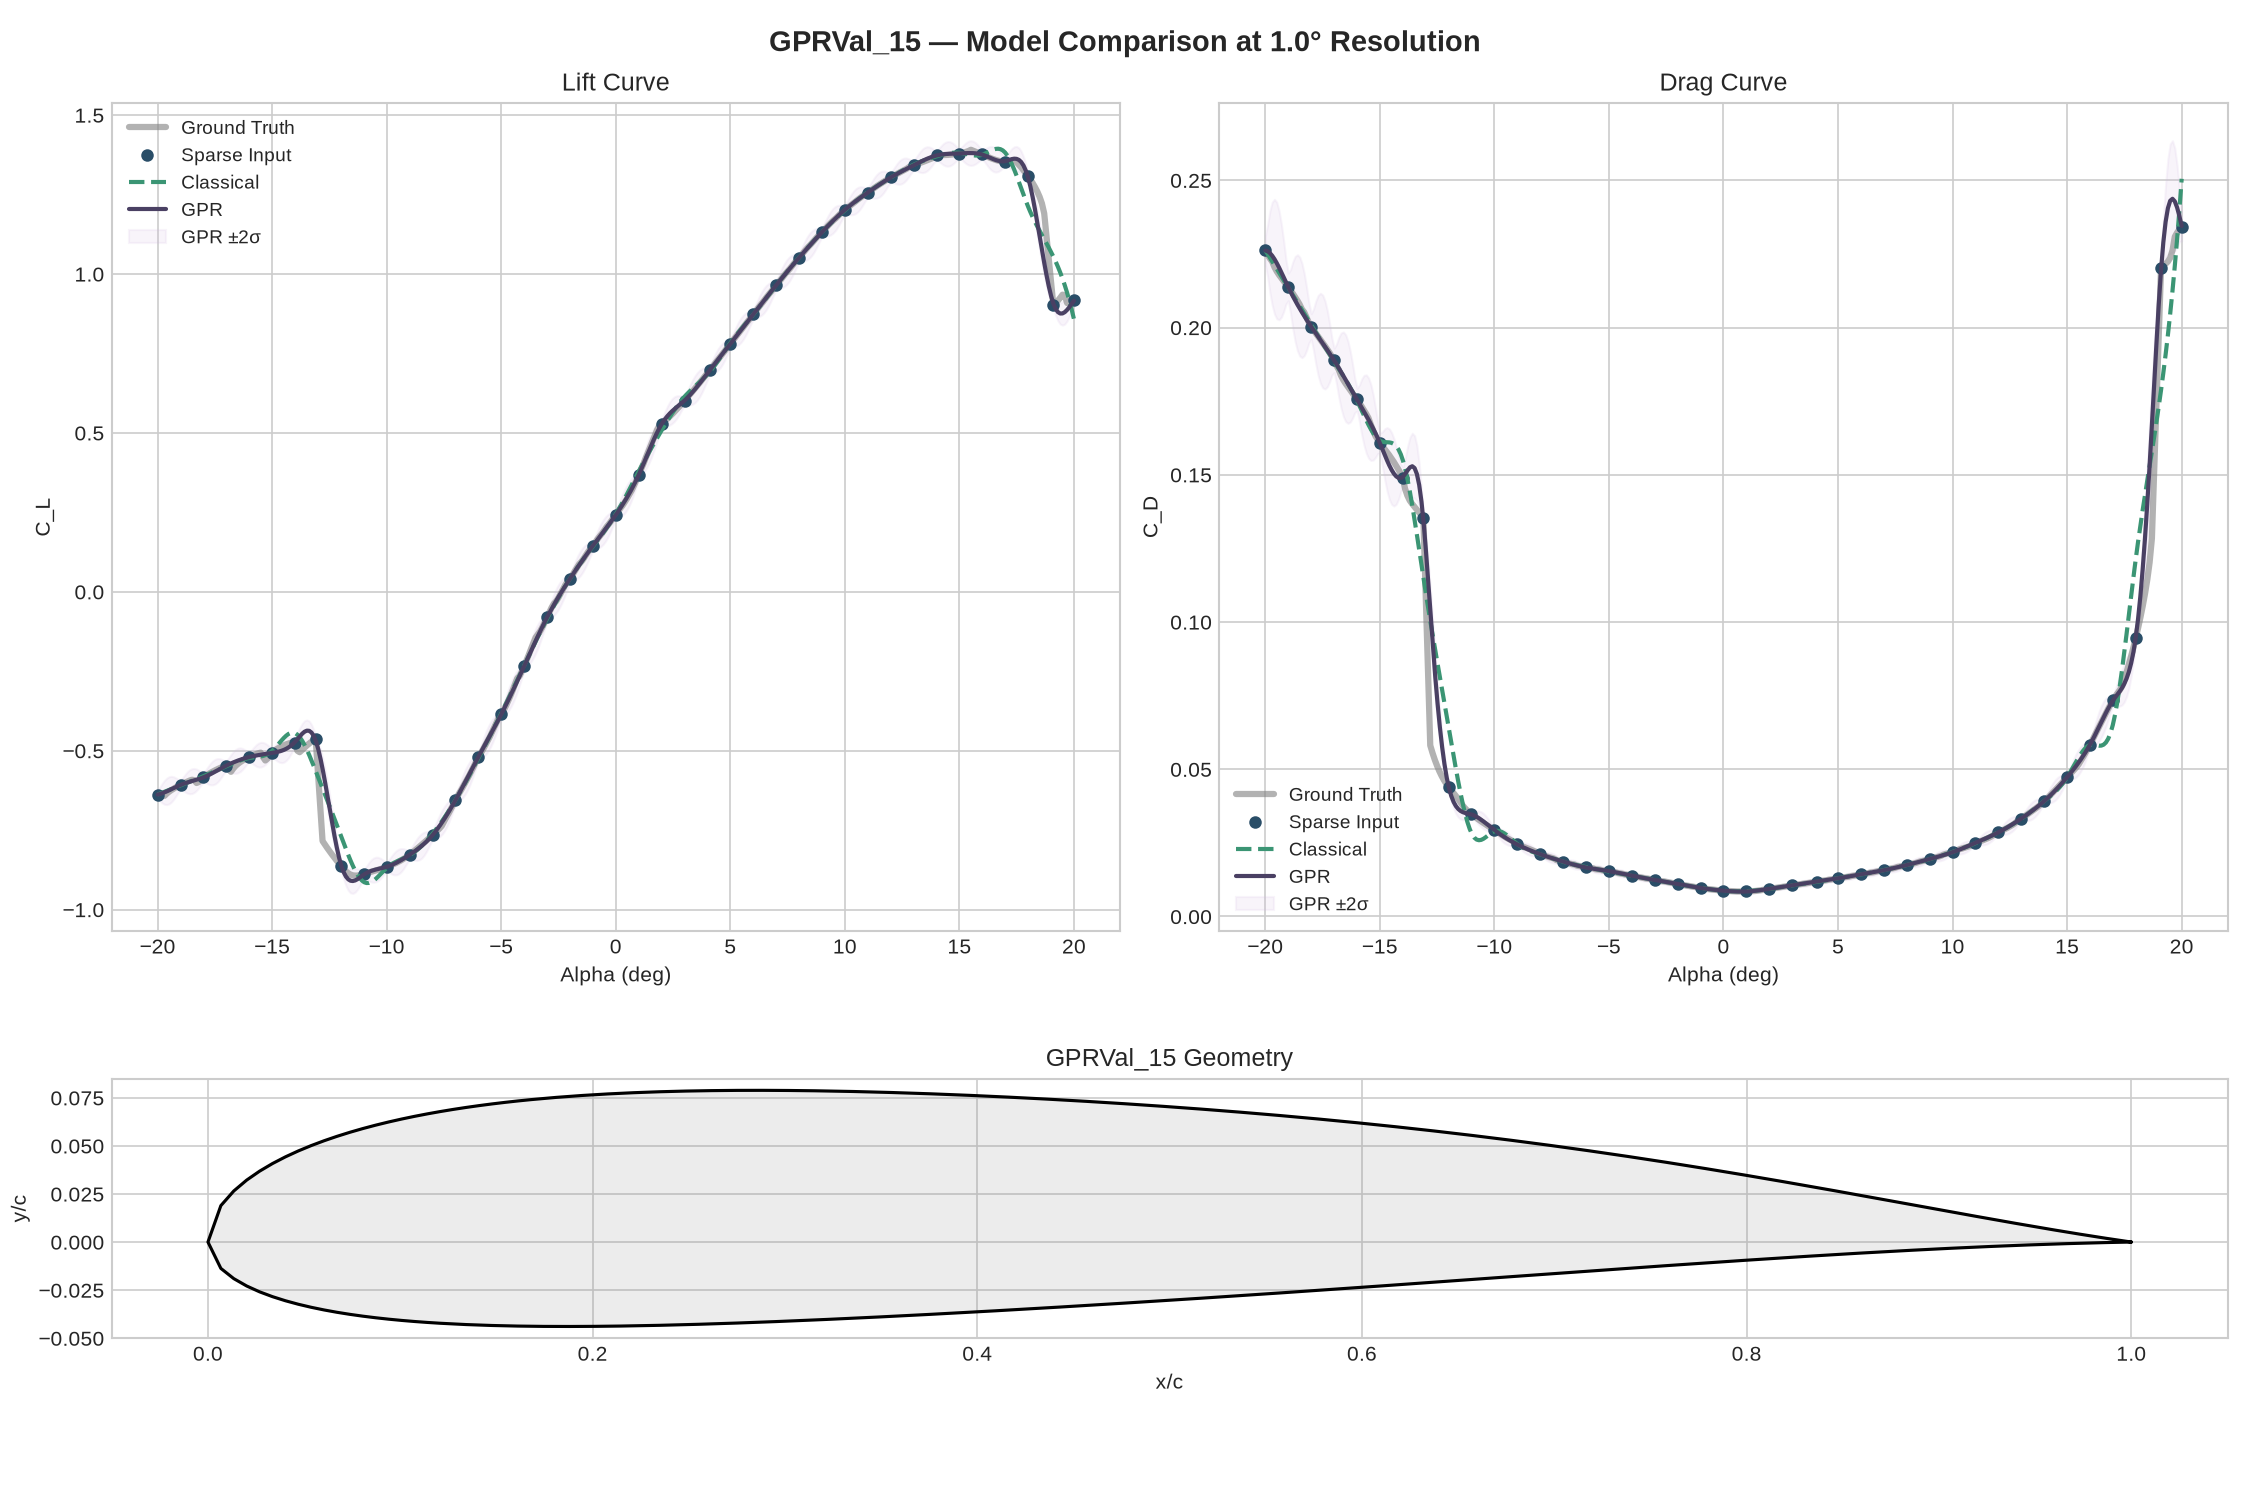 GPRVal_15 — Model Comparison at 1.0° Resolution
Lift Curve
1.5
1.0
0.5
0.0
−0.5
−1.0
C_L
Ground Truth
Sparse Input
Classical
GPR
GPR ±2σ
−20 −15 −10 −5 0 5 10 15 20
Alpha (deg)
Drag Curve
0.25
0.20
0.15
0.10
0.05
0.00
C_D
Ground Truth
Sparse Input
Classical
GPR
GPR ±2σ
−20 −15 −10 −5 0 5 10 15 20
Alpha (deg)
GPRVal_15 Geometry
0.075
0.050
0.025
0.000
−0.025
−0.050
y/c
0.0 0.2 0.4 0.6 0.8 1.0
x/c